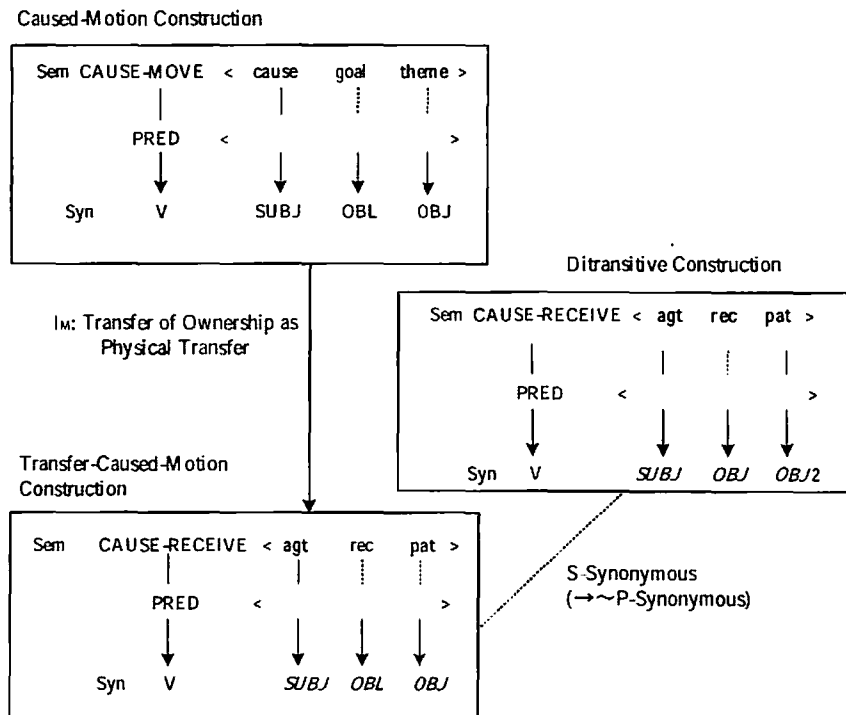 Caused-Motion Construction
Sem CAUSE-MOVE < cause goal theme >
PRED < >
Syn V SUBJ OBL OBJ
Ditransitive Construction
Sem CAUSE-RECEIVE < agt rec pat >
PRED < >
Syn V SUBJ OBJ OBJ2
IM: Transfer of Ownership as
Physical Transfer
Transfer-Caused-Motion
Construction
Sem CAUSE-RECEIVE < agt rec pat >
PRED < >
Syn V SUBJ OBL OBJ
S-Synonymous
(→~P-Synonymous)